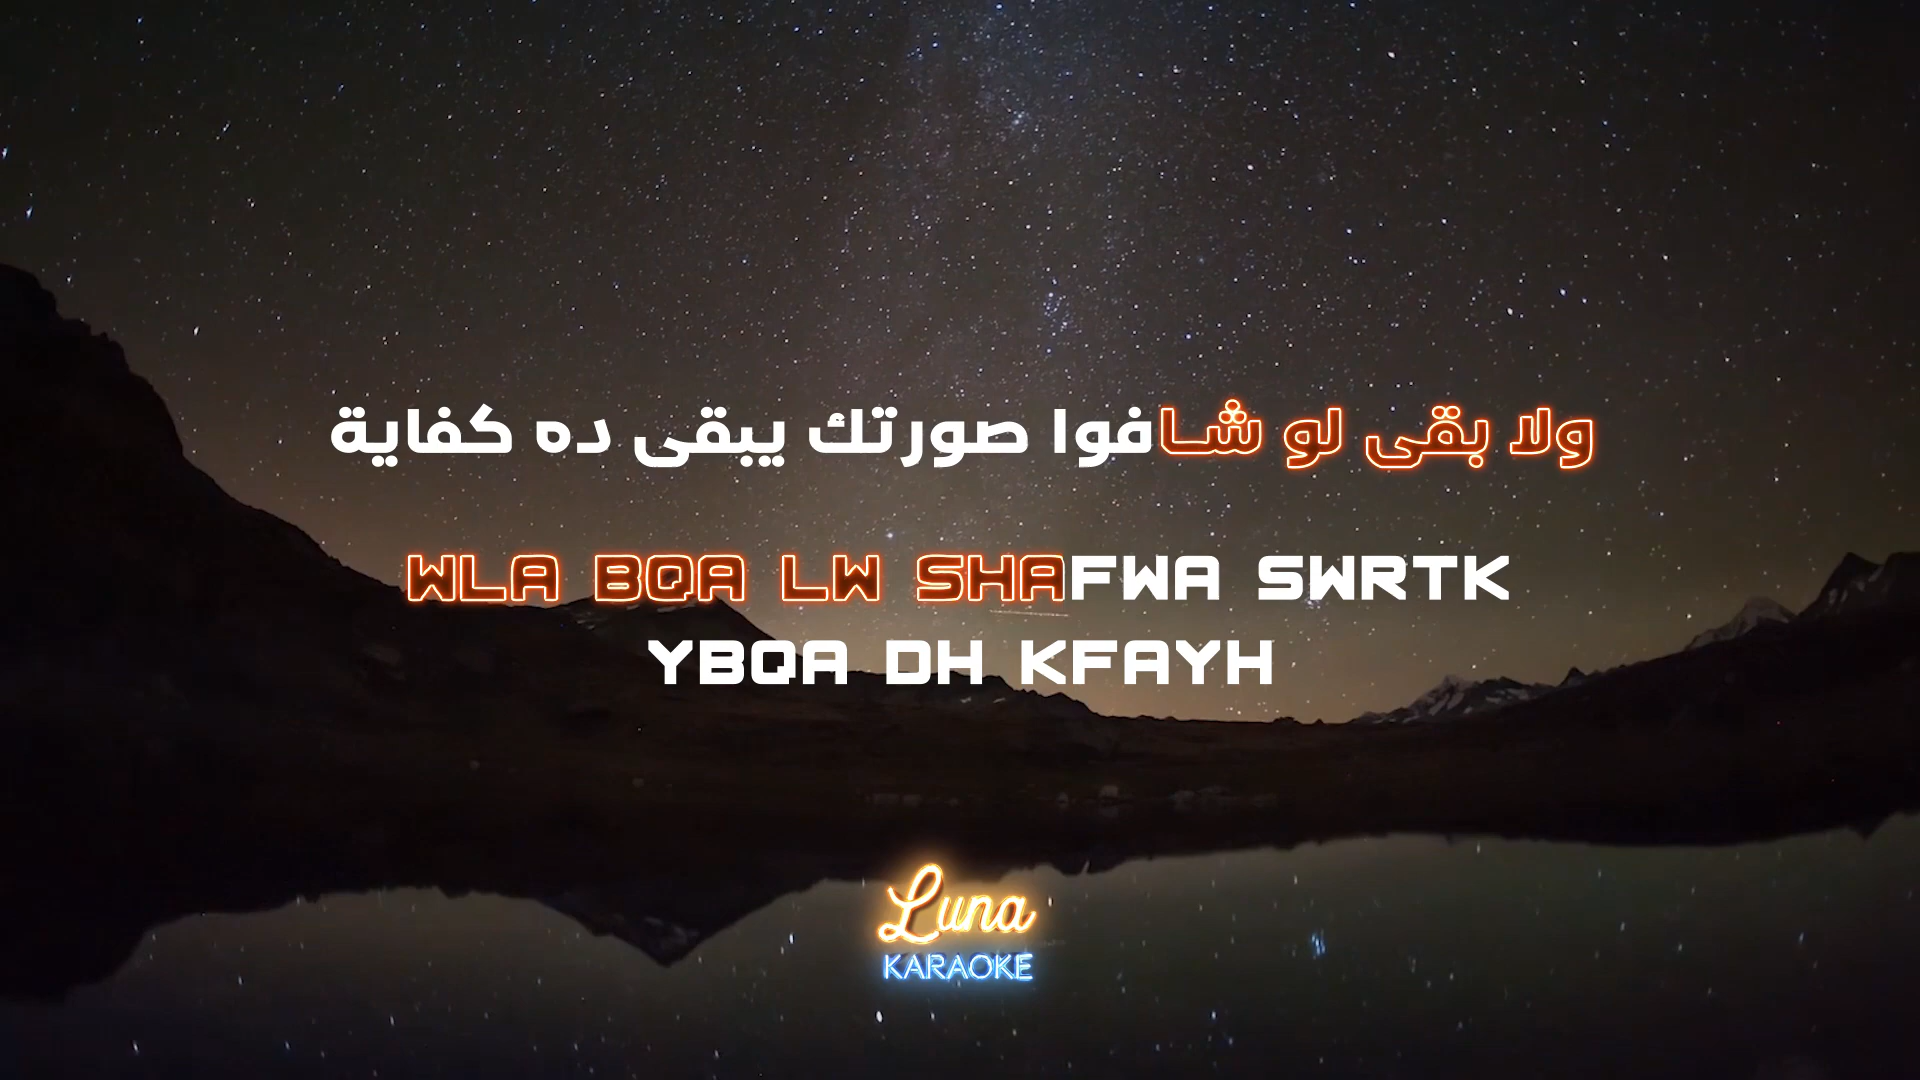 ولا بقى لو شافوا صورتك يبقى ده كفاية
WLA BQA LW SHAFWA SWRTK
YBQA DH KFAYH
Luna
KARAOKE